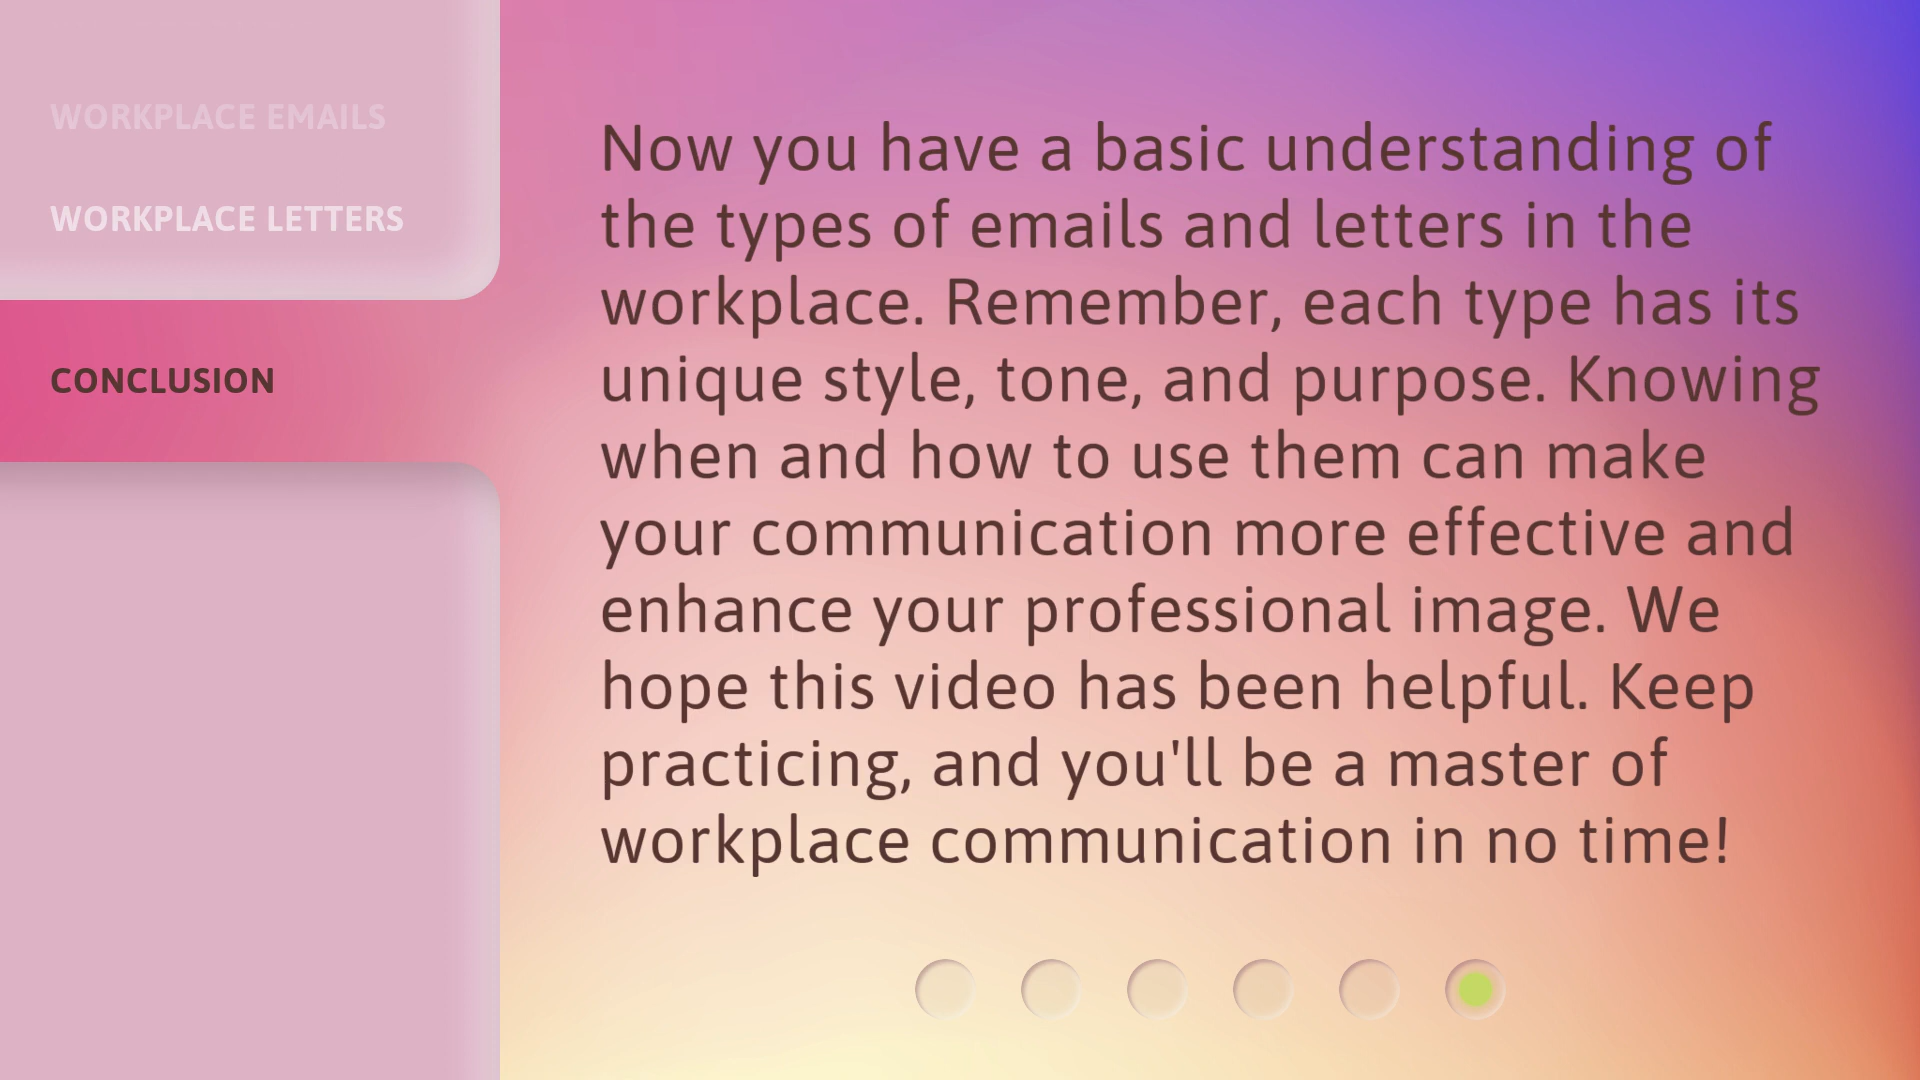 WORKPLACE EMAILS
WORKPLACE LETTERS
CONCLUSION
Now you have a basic understanding of
the types of emails and letters in the
workplace. Remember, each type has its
unique style, tone, and purpose. Knowing
when and how to use them can make
your communication more effective and
enhance your professional image. We
hope this video has been helpful. Keep
practicing, and you'll be a master of
workplace communication in no time!